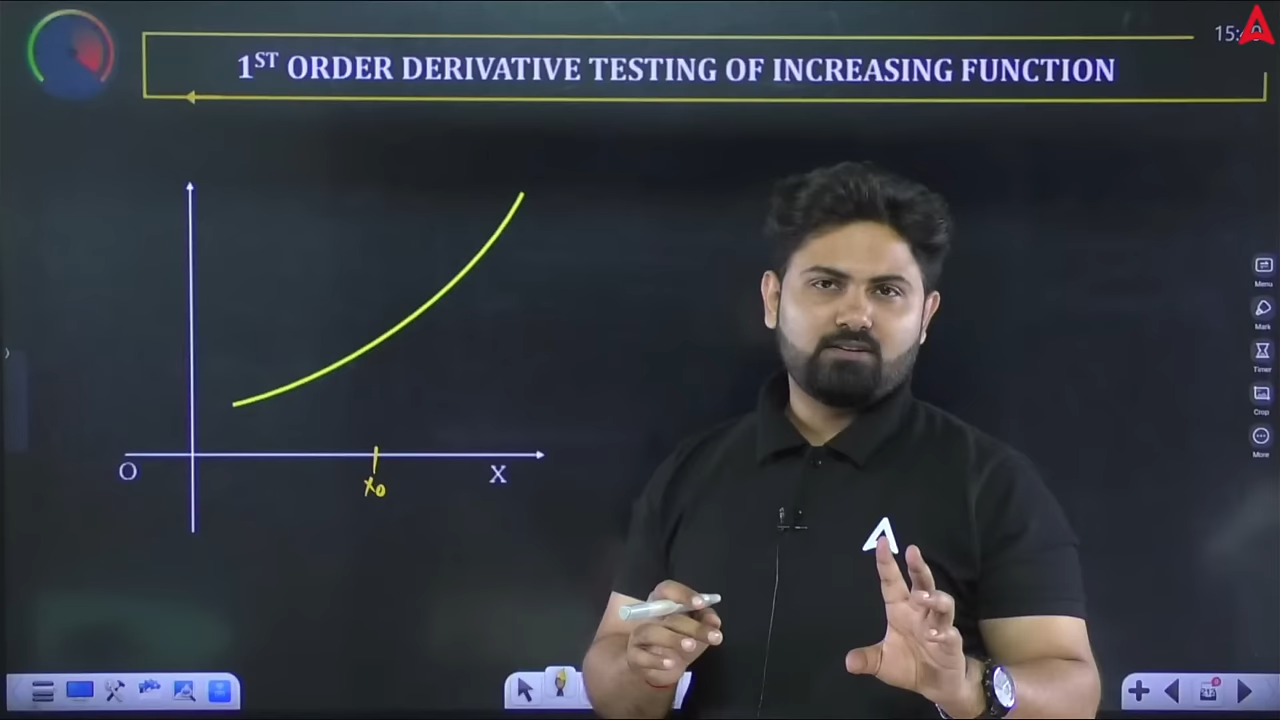 1ST ORDER DERIVATIVE TESTING OF INCREASING FUNCTION
O
X
x₀
Menu
Mark
Timer
Crop
More